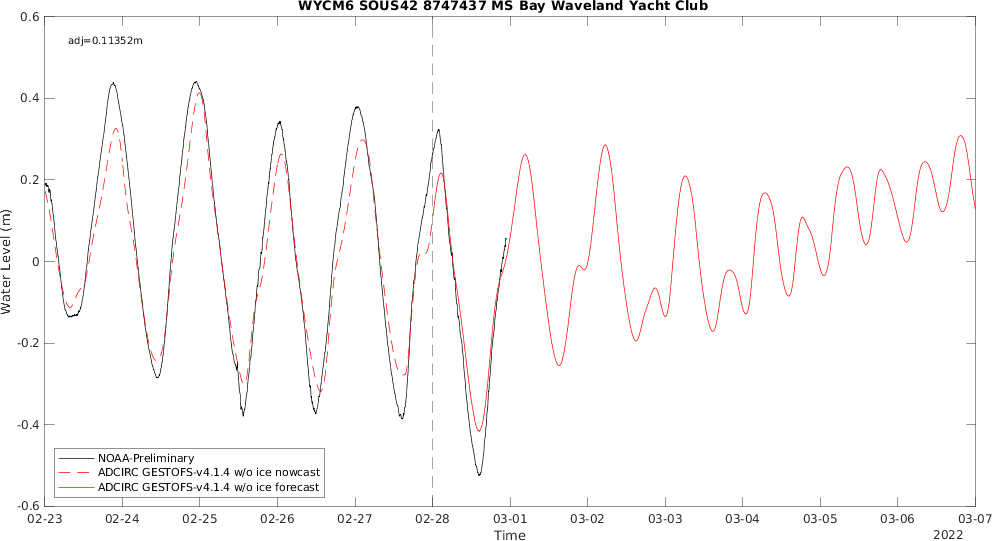 WYCM6 SOUS42 8747437 MS Bay Waveland Yacht Club
adj=0.11352m
Water Level (m)
0.6
0.4
0.2
0
-0.2
-0.4
-0.6
NOAA-Preliminary
ADCIRC GESTOFS-v4.1.4 w/o ice nowcast
ADCIRC GESTOFS-v4.1.4 w/o ice forecast
02-23 02-24 02-25 02-26 02-27 02-28 03-01 03-02 03-03 03-04 03-05 03-06 03-07
Time
2022